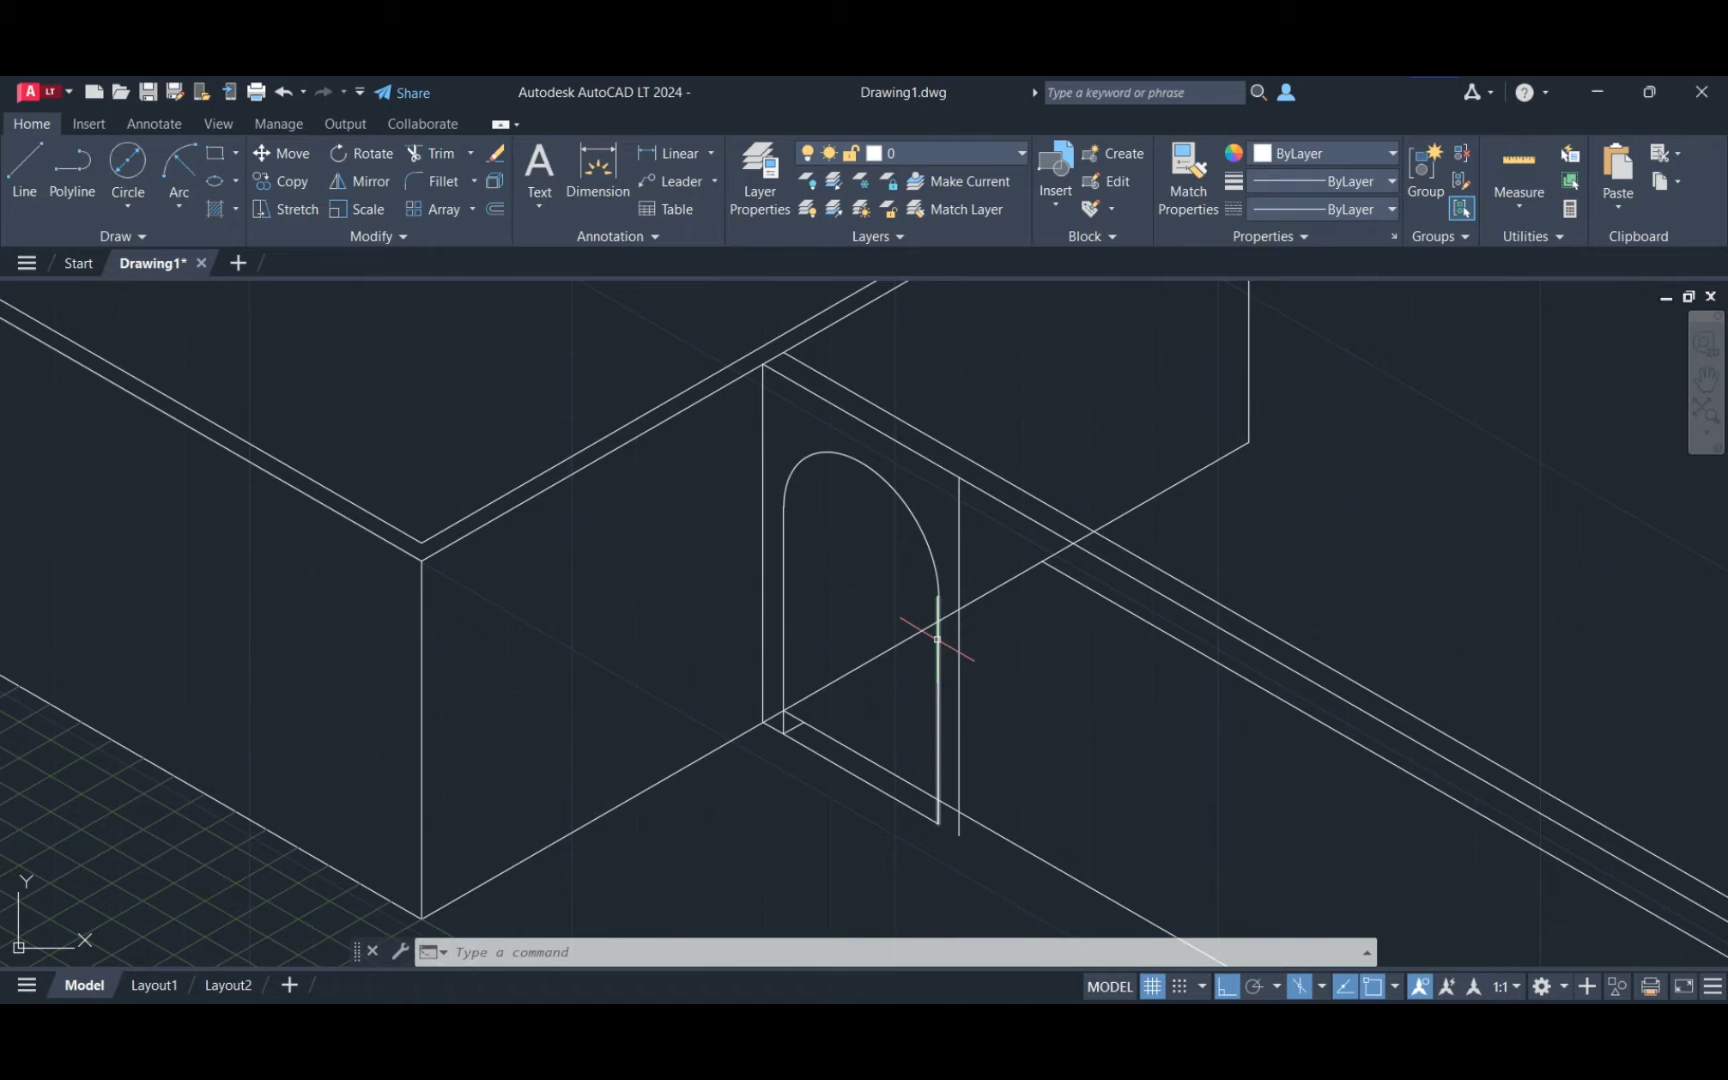 A LT Share Autodesk AutoCAD LT 2024 - Drawing1.dwg Type a keyword or phrase ?
Home Insert Annotate View Manage Output Collaborate
Line Polyline Circle Arc
Move Rotate Trim
Copy Mirror Fillet
Stretch Scale Array
Draw Modify
Text Dimension
Linear
Leader
Table
Annotation
Layer
Properties
0
Make Current
Match Layer
Layers
Insert
Create
Edit
Block
Match
Properties
ByLayer
ByLayer
ByLayer
Properties
Group
Groups
Measure
Utilities
Paste
Clipboard
Start Drawing1*
Y
X
Type a command
Model Layout1 Layout2 MODEL 1:1